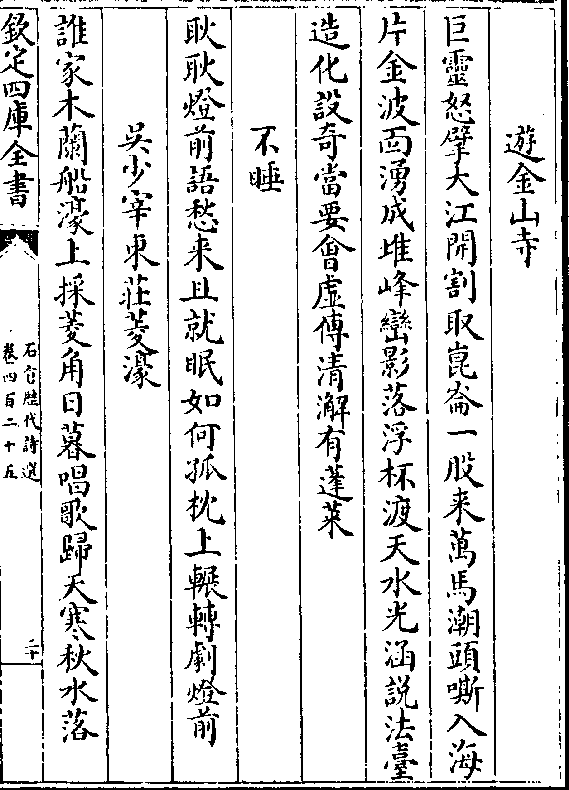 遊金山寺
巨靈怒擘大江開割取崑崙一股来萬馬潮頭嘶入海
片金波面湧成堆峰巒影落浮杯渡天水光涵説法臺
造化設奇當要會虛傳清澥有蓬萊
不睡
耿耿燈前語愁来且就眠如何孤枕上輾轉劇燈前
吳少宰東莊菱濠
誰家木蘭船濠上採菱角日暮唱歌歸天寒秋水落
欽定四庫全書
石倉歷代詩選
卷四百二十五
二十